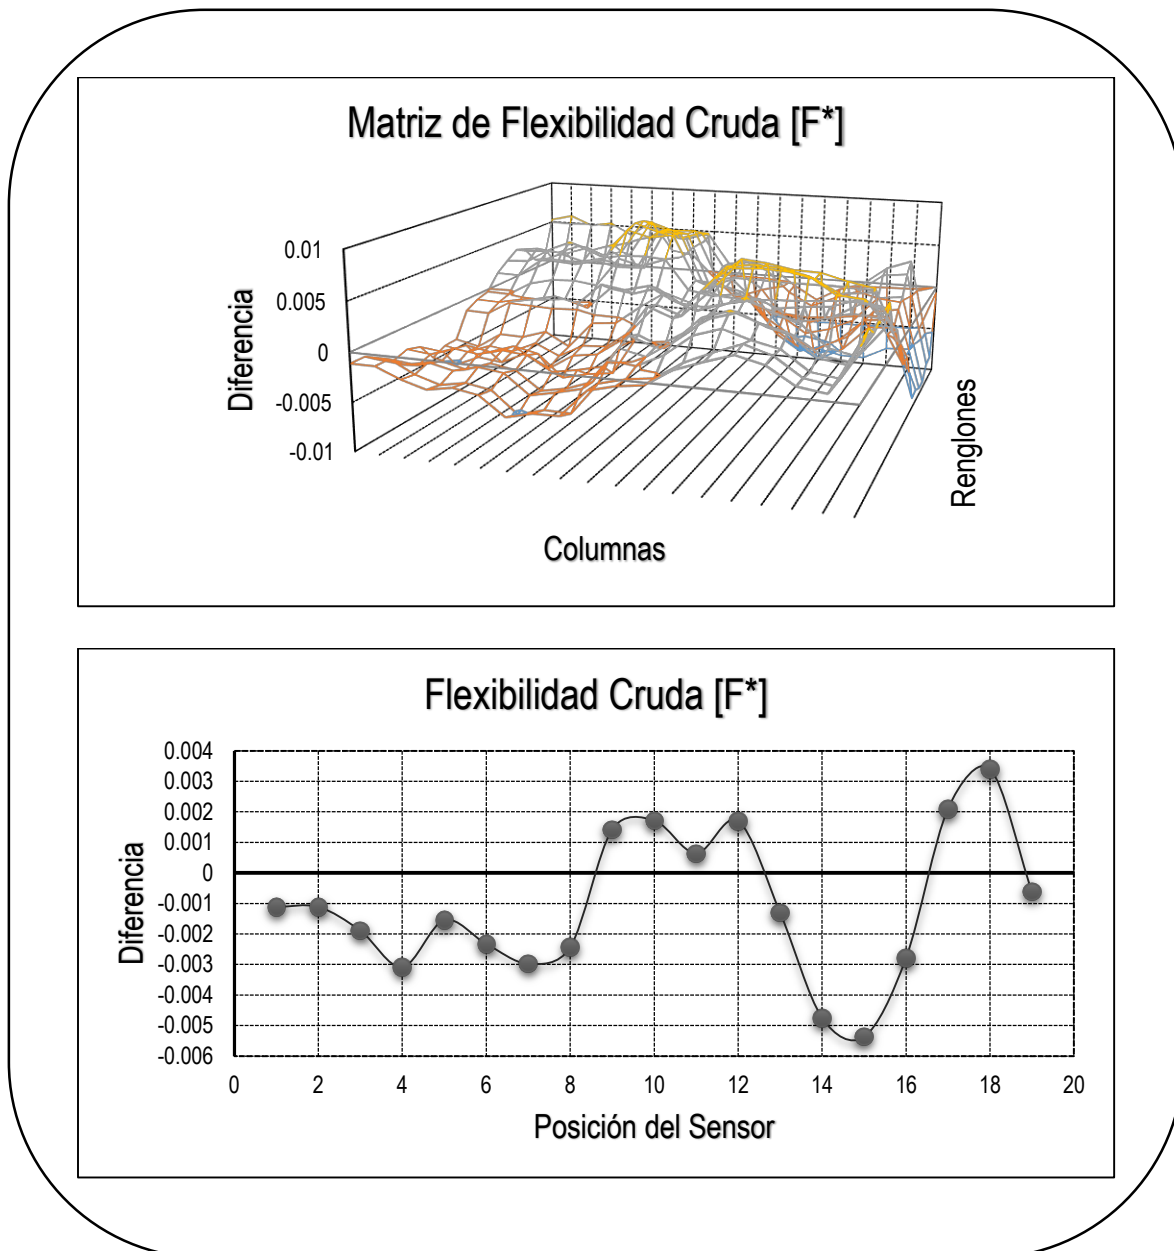 Matriz de Flexibilidad Cruda [F*]
0.01
0.005
0
-0.005
-0.01
Diferencia
Columnas
Renglones
Flexibilidad Cruda [F*]
0.004
0.003
0.002
0.001
0
-0.001
-0.002
-0.003
-0.004
-0.005
-0.006
Diferencia
0 2 4 6 8 10 12 14 16 18 20
Posición del Sensor